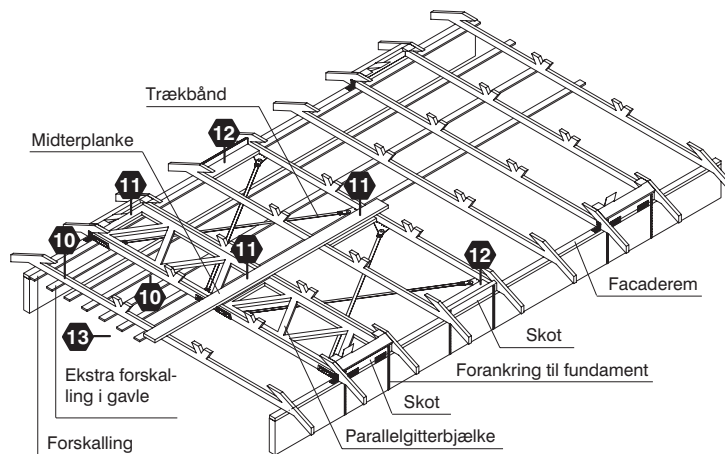 Trækbånd
Midterplanke
12
11
11
10
11
10
12
13
Facaderem
Skot
Ekstra forskal-
ling i gavle
Forankring til fundament
Skot
Parallelgitterbjælke
Forskalling